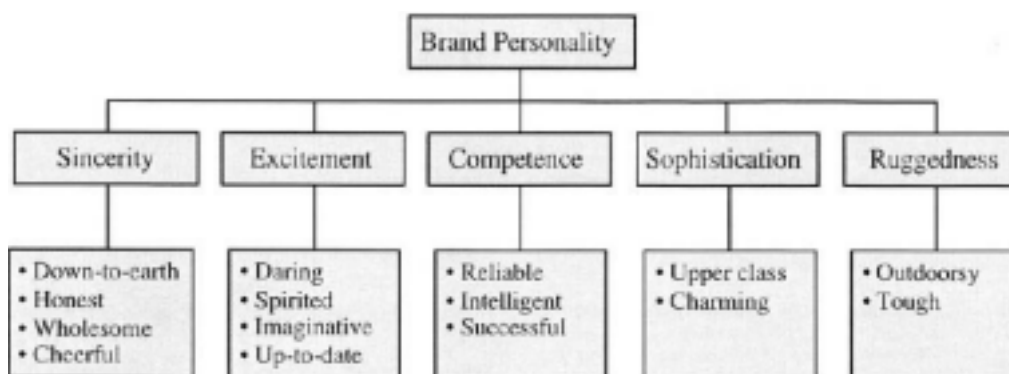 Brand Personality
Sincerity
Excitement
Competence
Sophistication
Ruggedness
• Down-to-earth
• Honest
• Wholesome
• Cheerful
• Daring
• Spirited
• Imaginative
• Up-to-date
• Reliable
• Intelligent
• Successful
• Upper class
• Charming
• Outdoorsy
• Tough